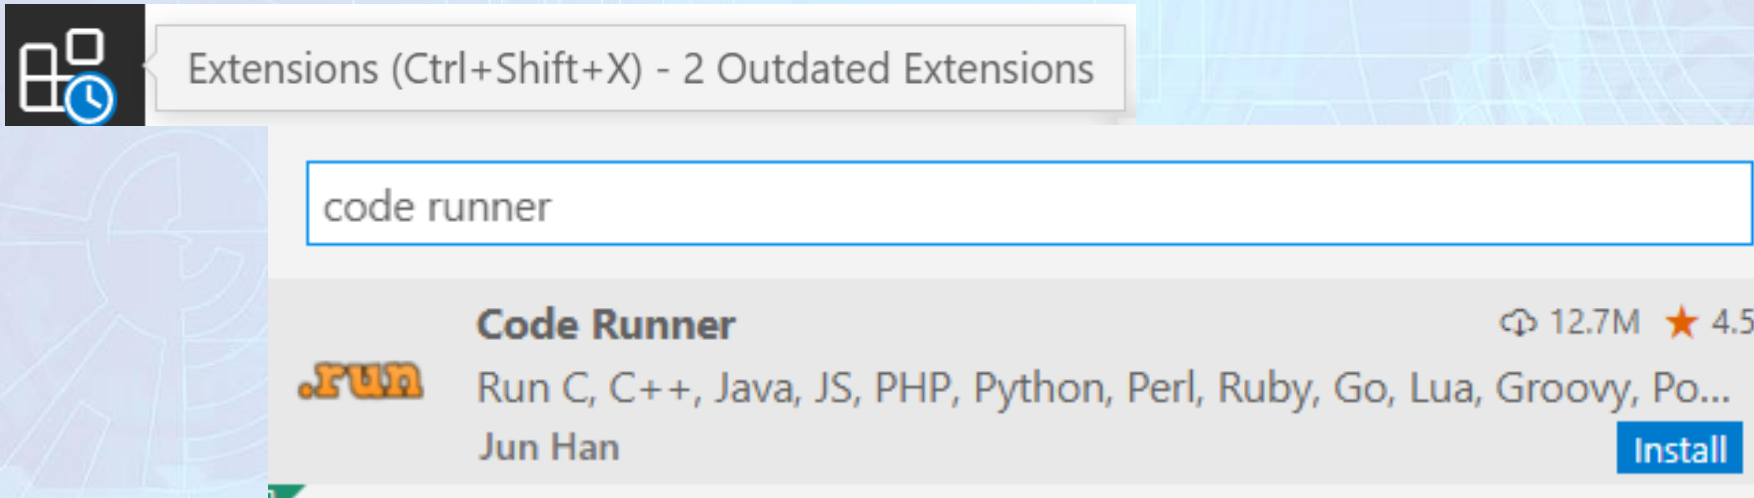 Extensions (Ctrl+Shift+X) - 2 Outdated Extensions
code runner
Code Runner 12.7M ★ 4.5
.run
Run C, C++, Java, JS, PHP, Python, Perl, Ruby, Go, Lua, Groovy, Po...
Jun Han
Install